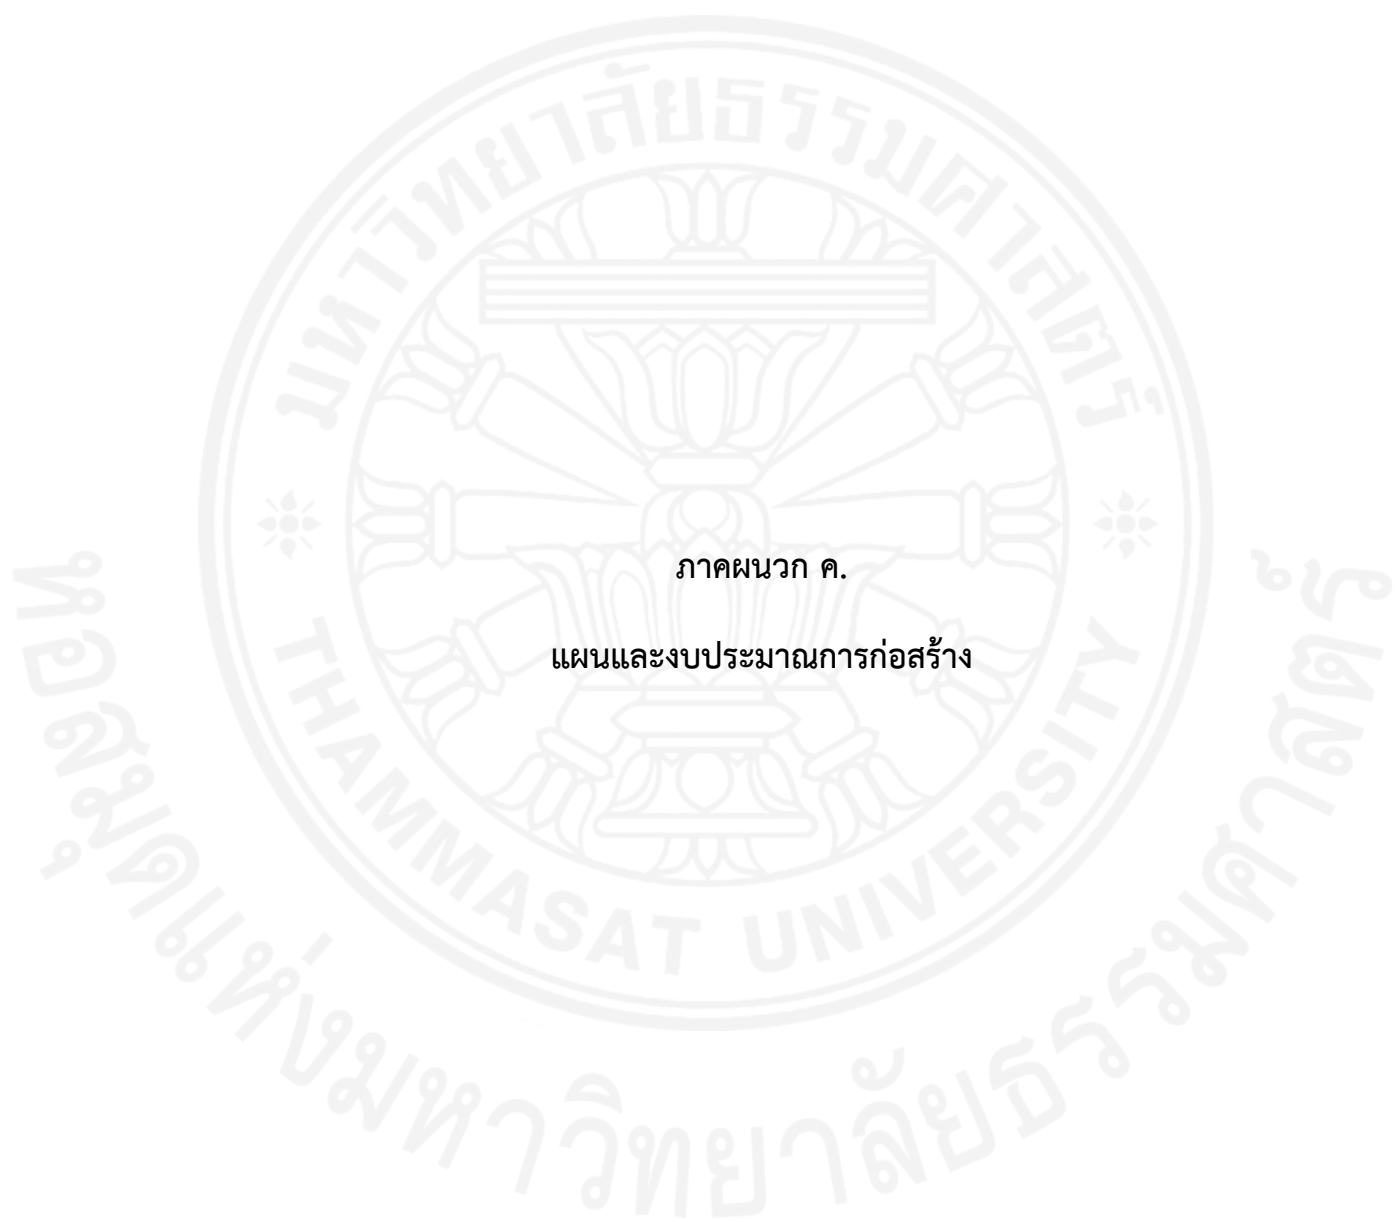 มหาวิทยาลัยธรรมศาสตร์
ภาคผนวก ค.
แผนและงบประมาณการก่อสร้าง
THAMMASAT UNIVERSITY
หอสมุดแห่งมหาวิทยาลัยธรรมศาสตร์